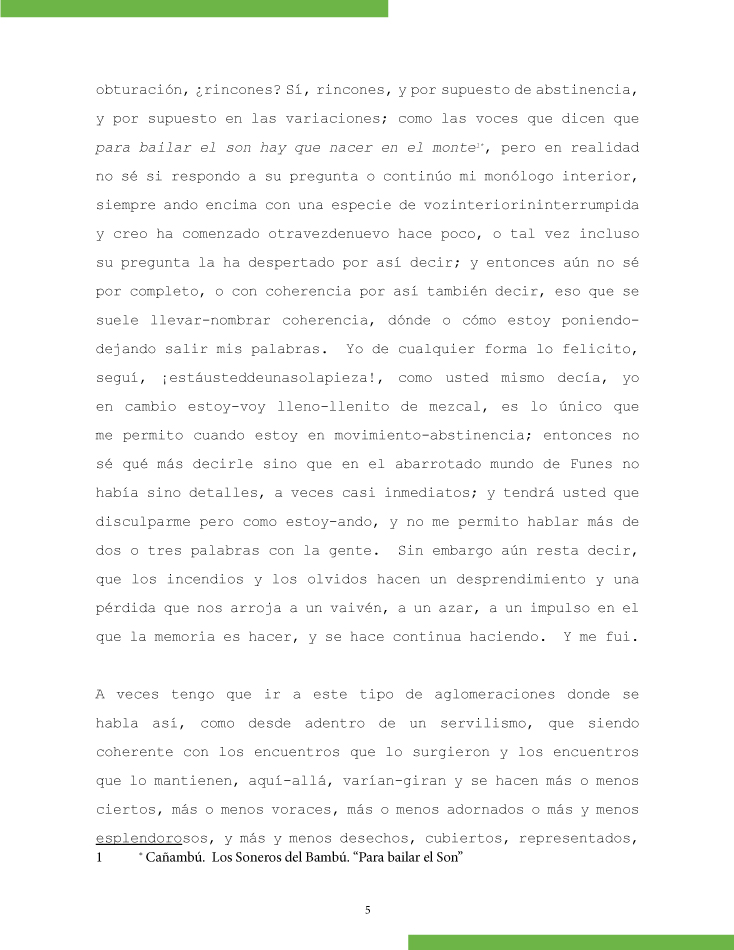 obturación, ¿rincones? Sí, rincones, y por supuesto de abstinencia,
y por supuesto en las variaciones; como las voces que dicen que
para bailar el son hay que nacer en el monte1*, pero en realidad
no sé si respondo a su pregunta o continúo mi monólogo interior,
siempre ando encima con una especie de vozinteriorininterrumpida
y creo ha comenzado otravezdenuevo hace poco, o tal vez incluso
su pregunta la ha despertado por así decir; y entonces aún no sé
por completo, o con coherencia por así también decir, eso que se
suele llevar-nombrar coherencia, dónde o cómo estoy poniendo-
dejando salir mis palabras.  Yo de cualquier forma lo felicito,
seguí, ¡estáusteddeunasolapieza!, como usted mismo decía, yo
en cambio estoy-voy lleno-llenito de mezcal, es lo único que
me permito cuando estoy en movimiento-abstinencia; entonces no
sé qué más decirle sino que en el abarrotado mundo de Funes no
había sino detalles, a veces casi inmediatos; y tendrá usted que
disculparme pero como estoy-ando, y no me permito hablar más de
dos o tres palabras con la gente.  Sin embargo aún resta decir,
que los incendios y los olvidos hacen un desprendimiento y una
pérdida que nos arroja a un vaivén, a un azar, a un impulso en el
que la memoria es hacer, y se hace continua haciendo.  Y me fui.

A veces tengo que ir a este tipo de aglomeraciones donde se
habla así, como desde adentro de un servilismo, que siendo
coherente con los encuentros que lo surgieron y los encuentros
que lo mantienen, aquí-allá, varían-giran y se hacen más o menos
ciertos, más o menos voraces, más o menos adornados o más y menos
esplendorosos, y más y menos desechos, cubiertos, representados,
1 * Cañambú.  Los Soneros del Bambú. “Para bailar el Son”
5